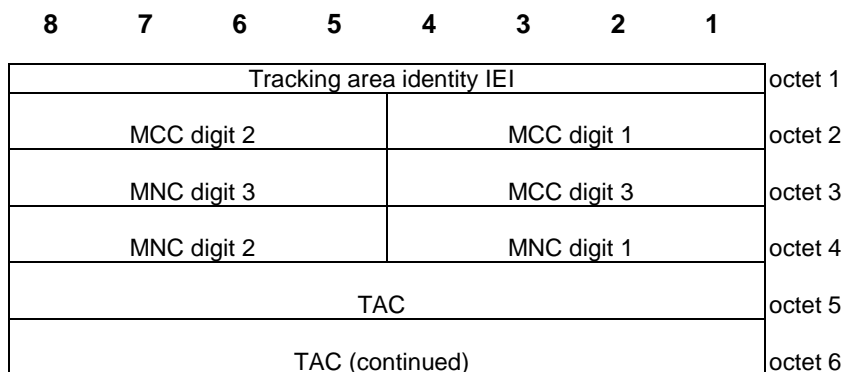 8 7 6 5 4 3 2 1
Tracking area identity IEI octet 1
MCC digit 2 MCC digit 1 octet 2
MNC digit 3 MCC digit 3 octet 3
MNC digit 2 MNC digit 1 octet 4
TAC octet 5
TAC (continued) octet 6